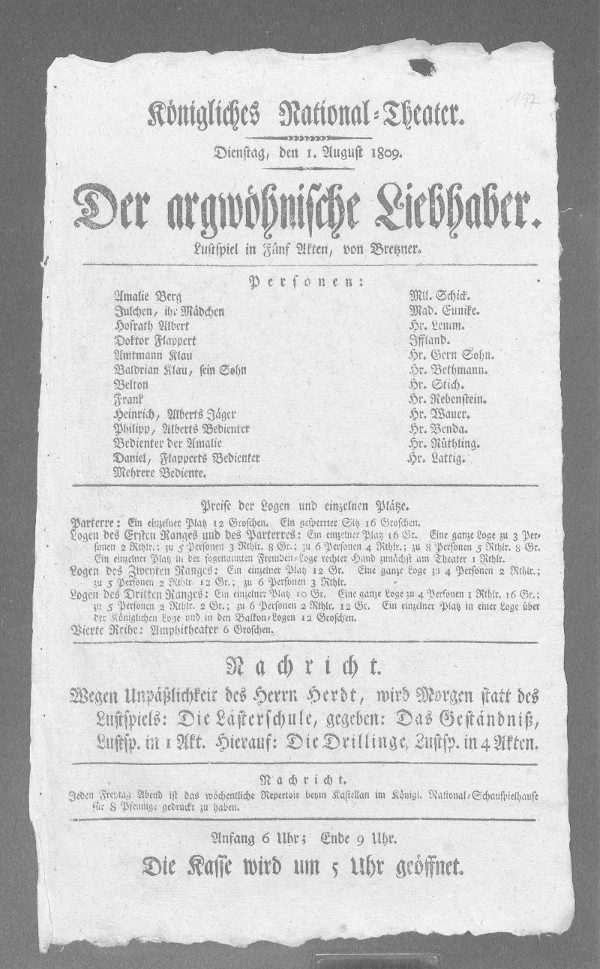 197
Königliches National-Theater.
Dienstag, den 1. August 1809.
Der argwöhnische Liebhaber.
Lustspiel in Fünf Akten, von Bretzner.
Personen:
Amalie Berg Mll. Schick.
Julchen, ihr Mädchen Mad. Eunike.
Hofrath Albert Hr. Lemm.
Doktor Flappert Iffland.
Amtmann Klau Hr. Gern Sohn.
Valdrian Klau, sein Sohn Hr. Bethmann.
Belton Hr. Stich.
Frank Hr. Rebenstein.
Heinrich, Alberts Jäger Hr. Wauer.
Philipp, Alberts Bedienter Hr. Benda.
Bedienter der Amalie Hr. Rüthling.
Daniel, Flapperts Bedienter Hr. Lattig.
Mehrere Bediente.
Preise der Logen und einzelnen Plätze.
Parterre: Ein einzelner Platz 12 Groschen. Ein gesperrter Sitz 16 Groschen.
Logen des Ersten Ranges und des Parterres: Ein einzelner Platz 16 Gr. Eine ganze Loge zu 3 Per-
sonen 2 Rthlr.; zu 5 Personen 3 Rthlr. 8 Gr.; zu 6 Personen 4 Rthlr.; zu 8 Personen 5 Rthlr. 8 Gr.
Ein einzelner Platz in der sogenannten Fremden-Loge rechter Hand zunächst am Theater 1 Rthlr.
Logen des Zweiten Ranges: Ein einzelner Platz 12 Gr. Eine ganze Loge zu 4 Personen 2 Rthlr.;
zu 5 Personen 2 Rthlr. 12 Gr.; zu 6 Personen 3 Rthlr.
Logen des Dritten Ranges: Ein einzelner Platz 10 Gr. Eine ganze Loge zu 4 Personen 1 Rthlr. 16 Gr.;
zu 5 Personen 2 Rthlr. 2 Gr.; zu 6 Personen 2 Rthlr. 12 Gr. Ein einzelner Platz in einer Loge über
der Königlichen Loge und in den Balkon-Logen 12 Groschen.
Vierte Reihe: Amphitheater 6 Groschen.
Nachricht.
Wegen Unpäßlichkeit des Herrn Herdt, wird Morgen statt des
Lustspiels: Die Lästerschule, gegeben: Das Geständniß,
Lustsp. in 1 Akt. Hierauf: Die Drillinge, Lustsp. in 4 Akten.
Nachricht.
Jeden Freytag Abend ist das wöchentliche Repertoir beym Kastellan im Königl. National-Schauspielhause
für 8 Pfennige gedruckt zu haben.
Anfang 6 Uhr; Ende 9 Uhr.
Die Kasse wird um 5 Uhr geöffnet.